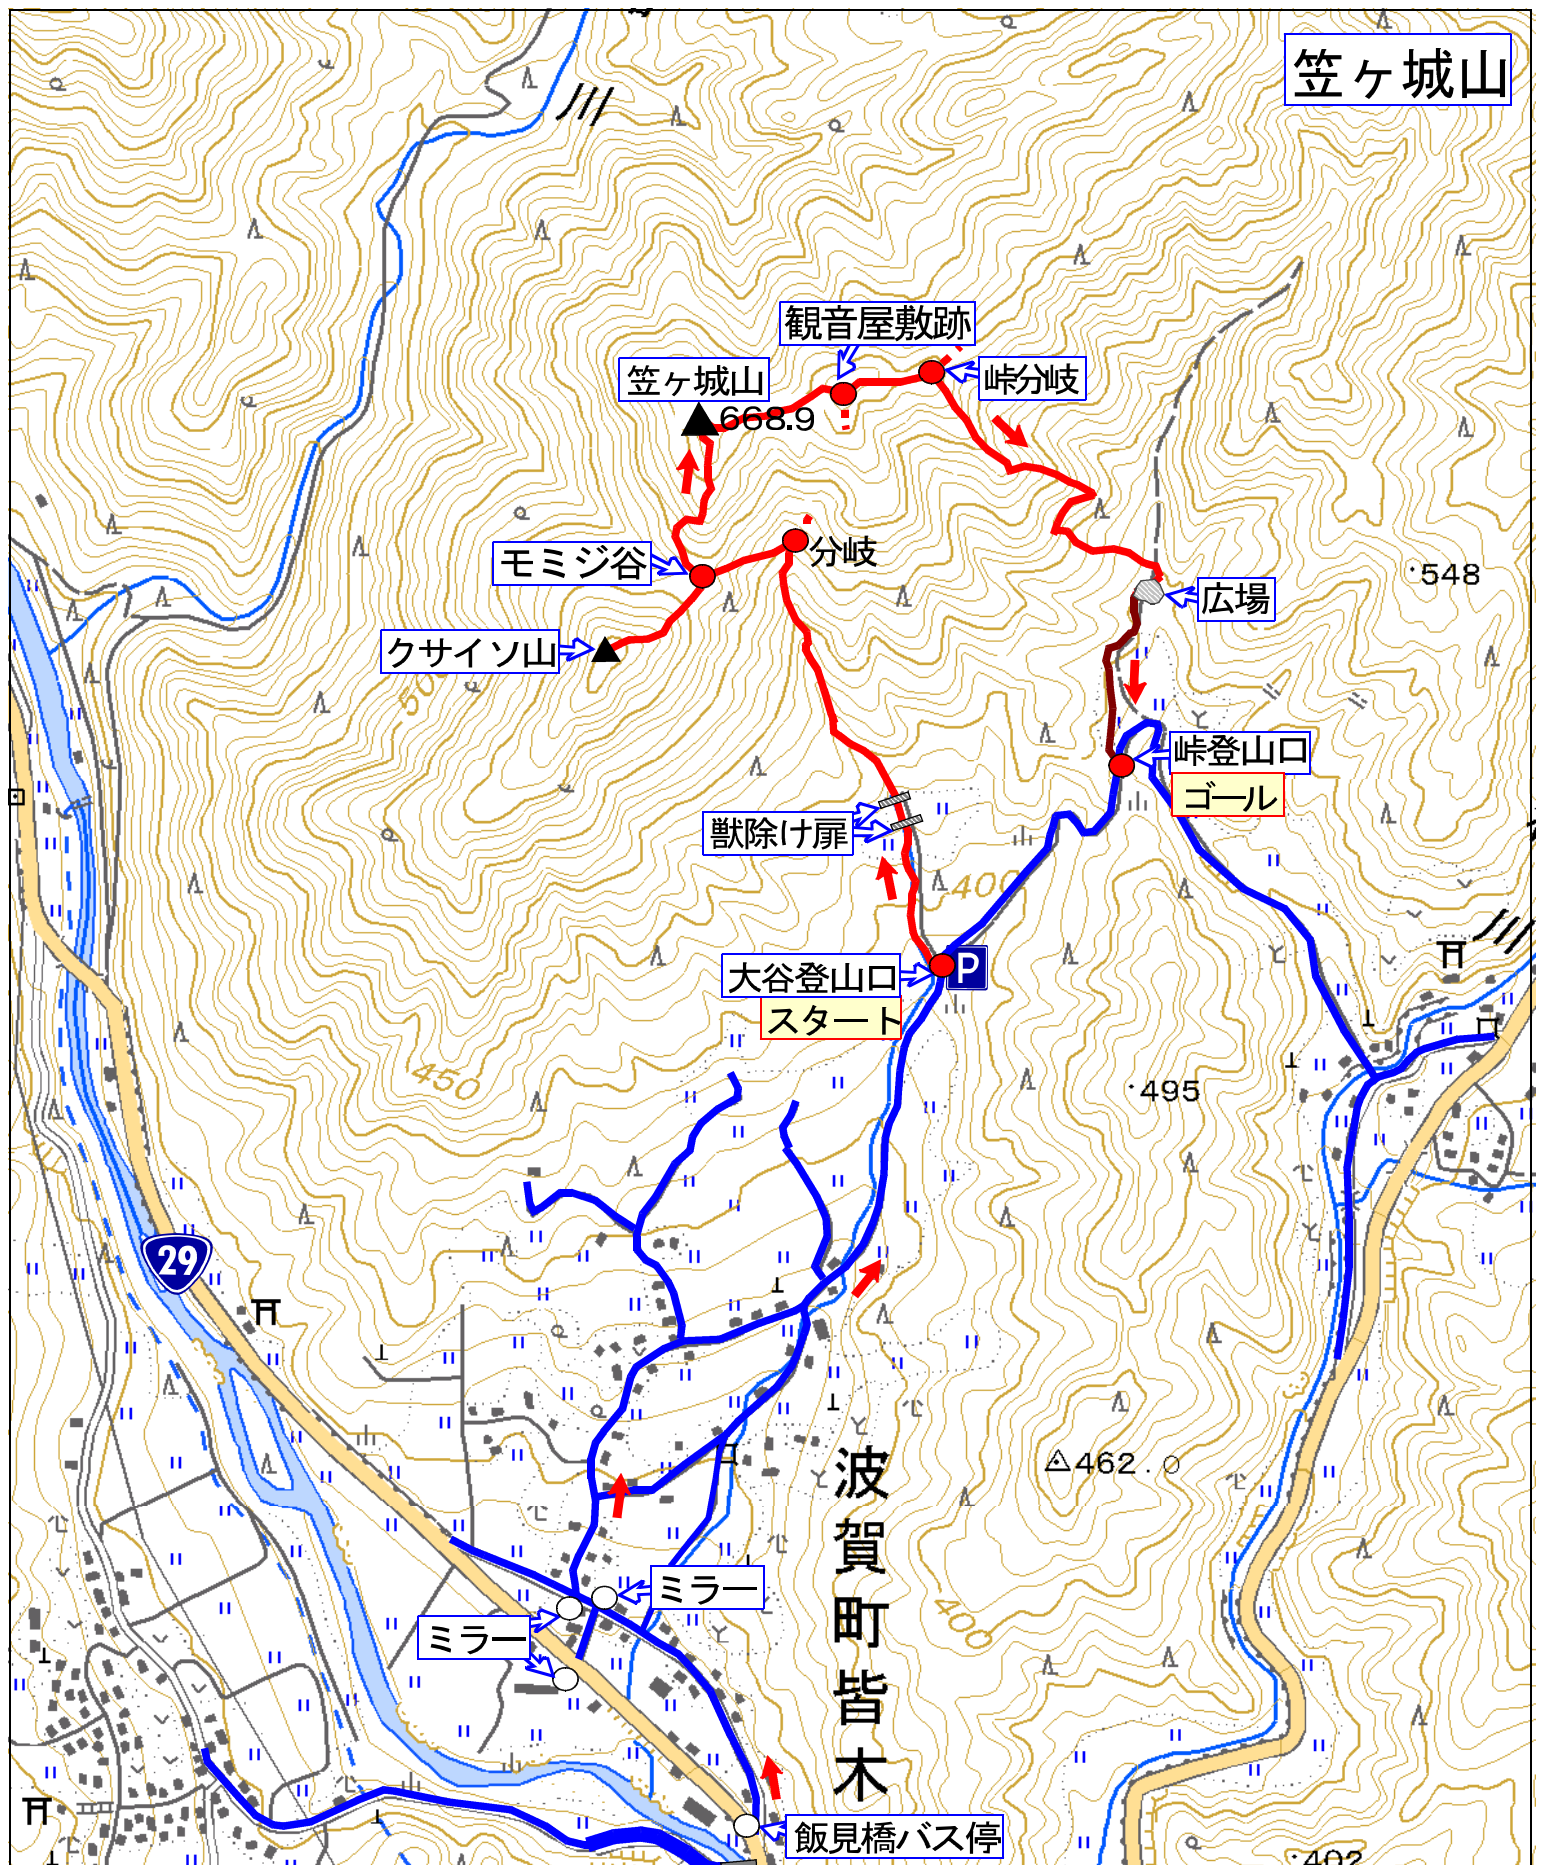 笠ヶ城山
観音屋敷跡
笠ヶ城山
峠分岐
668.9
モミジ谷
分岐
548
広場
クサイソ山
500
峠登山口
ゴール
獣除け扉
400
大谷登山口
P
スタート
450
495
29
462.0
波賀町皆木
ミラー
ミラー
400
飯見橋バス停
402